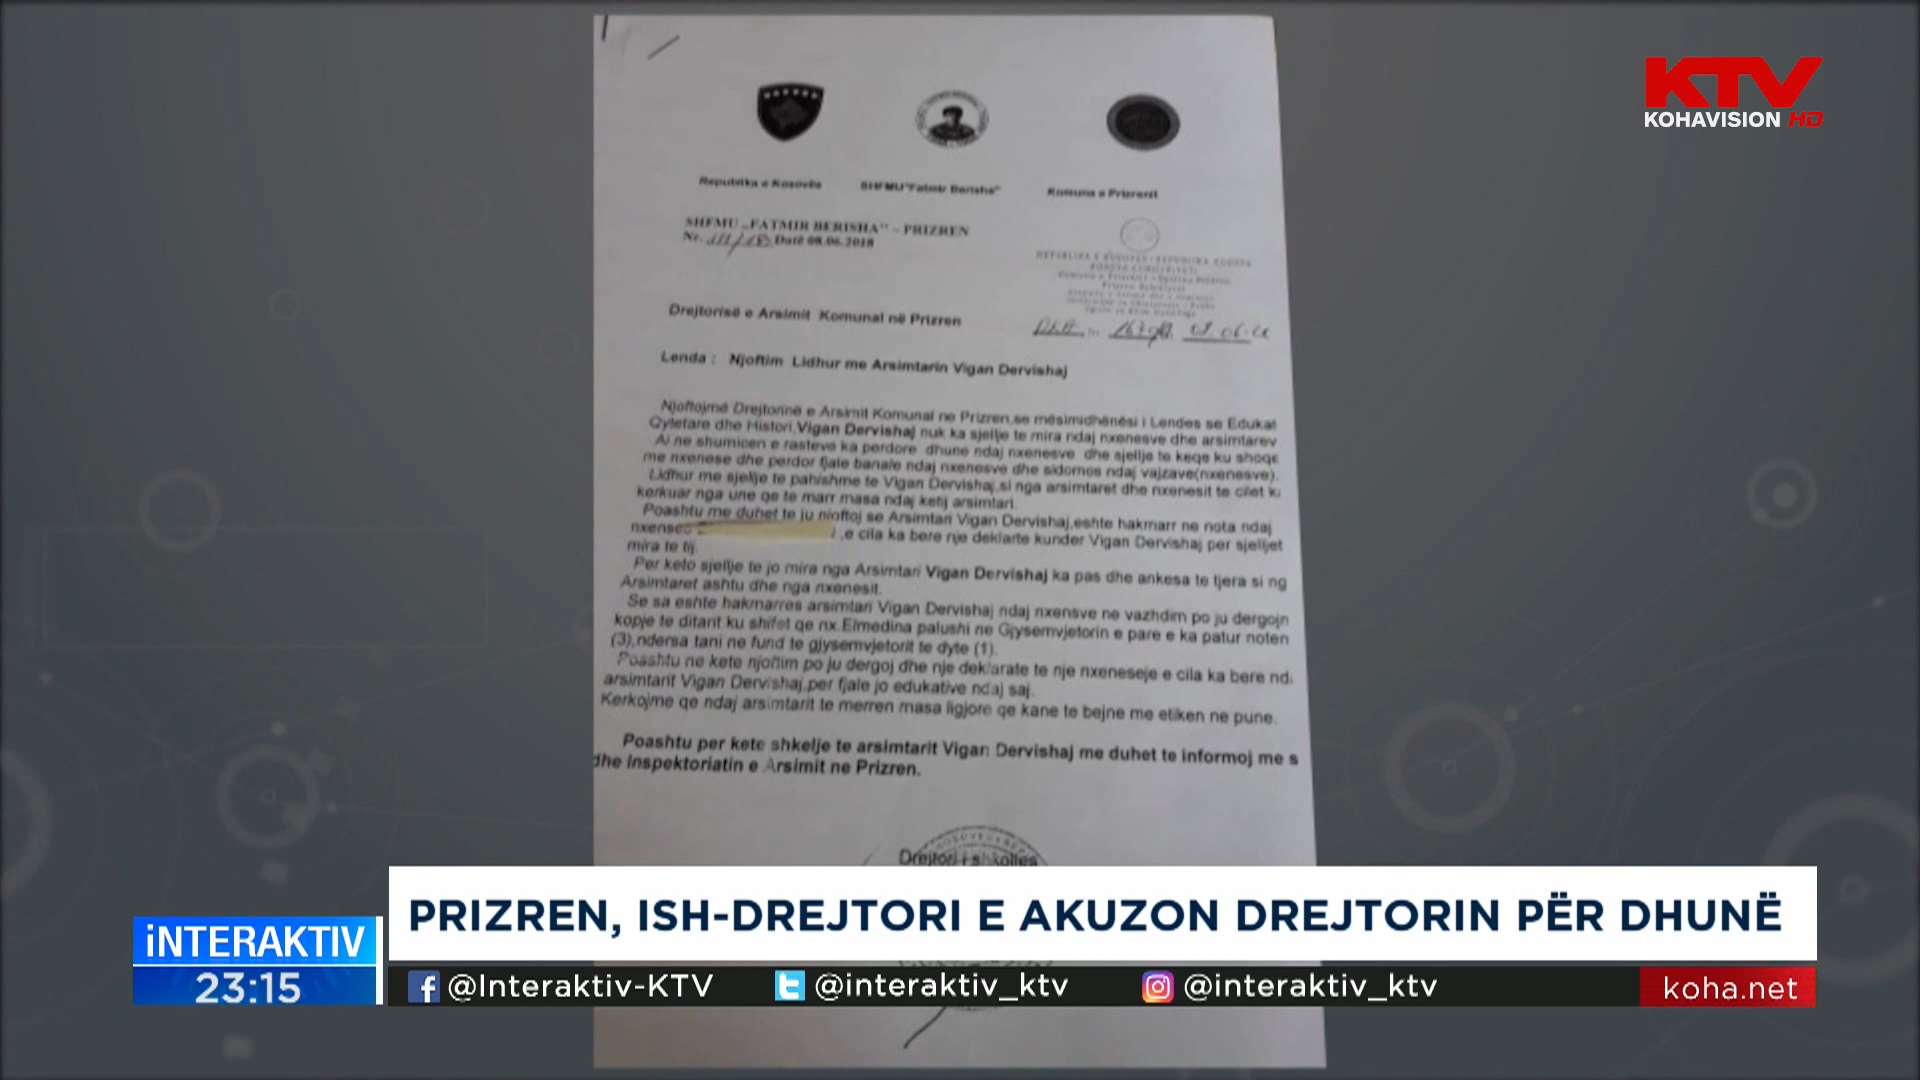 KTV
KOHAVISION HD
Republika e Kosovës
SHFMU"Fatmir Berisha"
Komuna e Prizrenit
SHFMU „FATMIR BERISHA" – PRIZREN
Nr. Datë 08.06.2018
Drejtorisë e Arsimit Komunal në Prizren
Lenda : Njoftim Lidhur me Arsimtarin Vigan Dervishaj
Njoftojmë Drejtorinë e Arsimit Komunal ne Prizren,se mësimidhënësi i Lendes se Edukat
Qytetare dhe Histori,Vigan Dervishaj nuk ka sjellje te mira ndaj nxenesve dhe arsimtarev
Ai ne shumicen e rasteve ka perdore dhune ndaj nxenesve dhe sjellje te keqe ku shoqe
me nxenese dhe perdor fjale banale ndaj nxenesve dhe sidomos ndaj vajzave(nxenesve).
Lidhur me sjellje te pahishme te Vigan Dervishaj,si nga arsimtaret dhe nxenesit te cilet k
kerkuar nga une qe te marr masa ndaj ketij arsimtari.
Poashtu me duhet te ju njoftoj se Arsimtari Vigan Dervishaj,eshte hakmarr ne nota ndaj
nxenses ,e cila ka bere nje deklarte kunder Vigan Dervishaj per sjelljet
mira te tij.
Per keto sjellje te jo mira nga Arsimtari Vigan Dervishaj ka pas dhe ankesa te tjera si ng
Arsimtaret ashtu dhe nga nxenesit.
Se sa eshte hakmarres arsimtari Vigan Dervishaj ndaj nxensve ne vazhdim po ju dergojn
kopje te ditarit ku shifet qe nx.Elmedina palushi ne Gjysemvjetorin e pare e ka patur noten
(3),ndersa tani ne fund te gjysemvjetorit te dyte (1).
Poashtu ne kete njoftim po ju dergoj dhe nje deklarate te nje nxeneseje e cila ka bere nd
arsimtarit Vigan Dervishaj,per fjale jo edukative ndaj saj.
Kerkojme qe ndaj arsimtarit te merren masa ligjore qe kane te bejne me etiken ne pune.
Poashtu per kete shkelje te arsimtarit Vigan Dervishaj me duhet te informoj me s
dhe Inspektoriatin e Arsimit ne Prizren.
Drejtori i shkolles
PRIZREN, ISH-DREJTORI E AKUZON DREJTORIN PËR DHUNË
iNTERAKTIV
23:15
@Interaktiv-KTV
@interaktiv_ktv
@interaktiv_ktv
koha.net